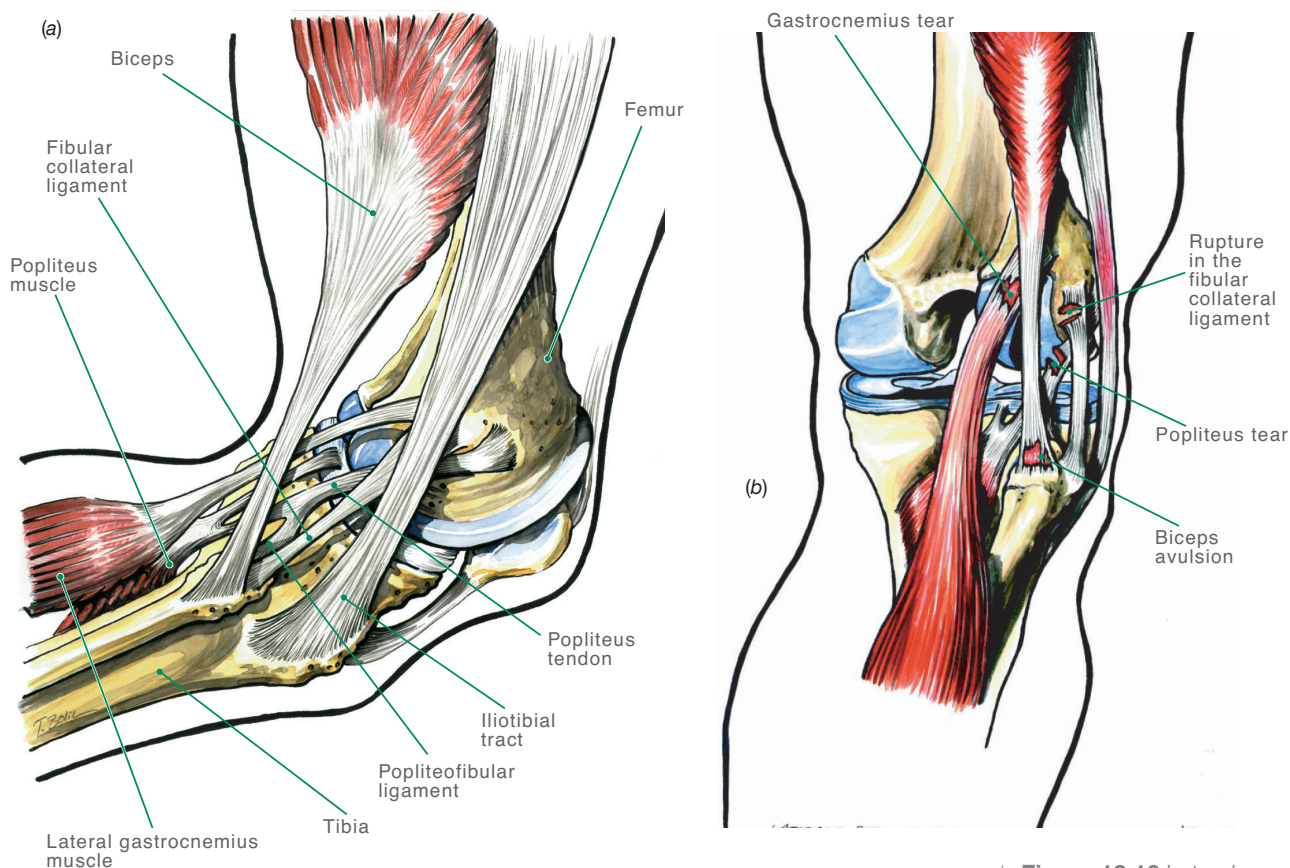 (a)
Biceps
Femur
Fibular
collateral
ligament
Popliteus
muscle
Popliteus
tendon
Iliotibial
tract
Popliteofibular
ligament
Tibia
Lateral gastrocnemius
muscle
T. Bohr
Gastrocnemius tear
Rupture
in the
fibular
collateral
ligament
Popliteus tear
(b)
Biceps
avulsion